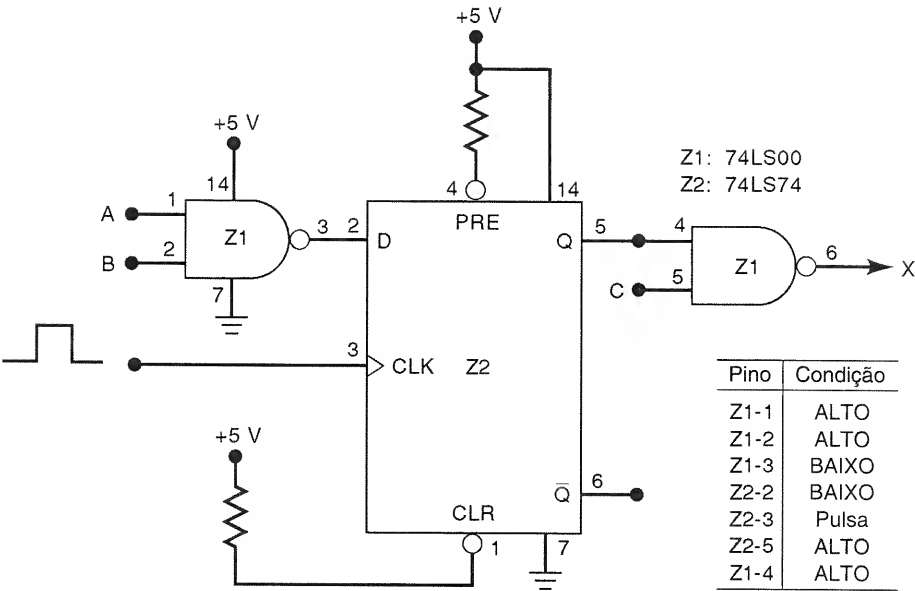 +5 V
+5 V
14
1
A
Z1
3
2
D
2
B
7
4
PRE
14
Q
5
Z1: 74LS00
Z2: 74LS74
4
Z1
6
X
C
5
3
CLK
Z2
+5 V
CLR
1
7
Q̅
6
Pino Condição
Z1-1 ALTO
Z1-2 ALTO
Z1-3 BAIXO
Z2-2 BAIXO
Z2-3 Pulsa
Z2-5 ALTO
Z1-4 ALTO